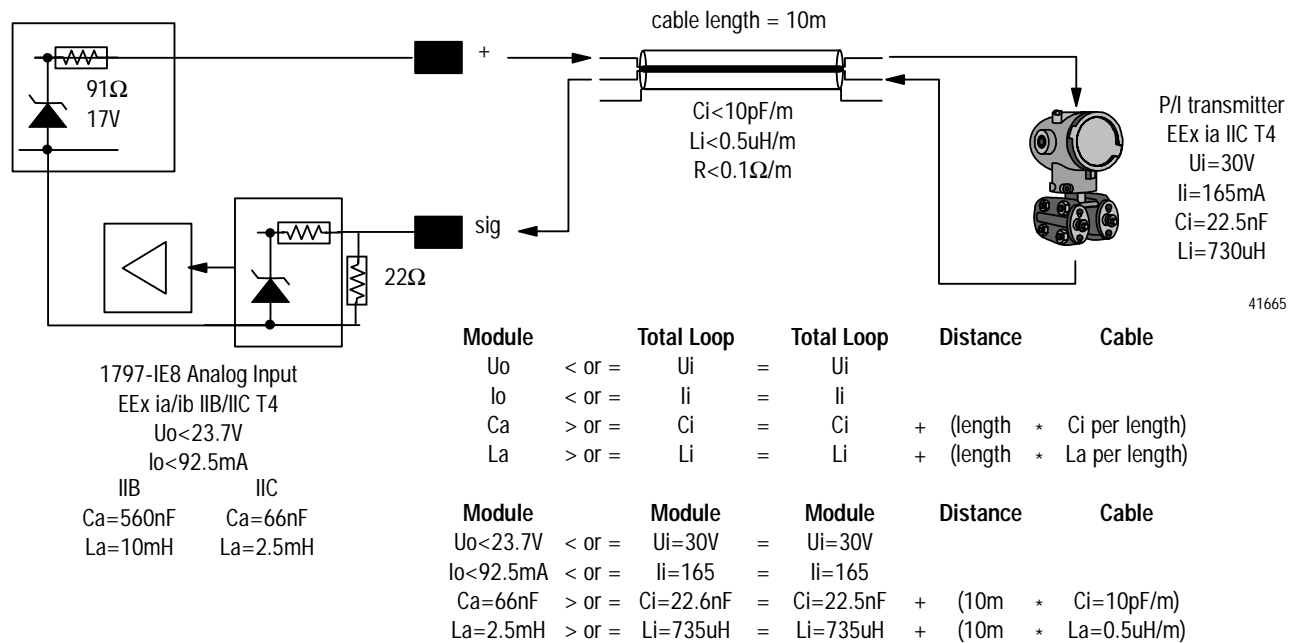 cable length = 10m
+
91Ω
17V
Ci<10pF/m
Li<0.5uH/m
R<0.1Ω/m
P/I transmitter
EEx ia IIC T4
Ui=30V
Ii=165mA
Ci=22.5nF
Li=730uH
sig
22Ω
41665
1797-IE8 Analog Input
EEx ia/ib IIB/IIC T4
Uo<23.7V
Io<92.5mA
IIB IIC
Ca=560nF Ca=66nF
La=10mH La=2.5mH
Module Total Loop Total Loop Distance Cable
Uo < or = Ui = Ui
Io < or = Ii = Ii
Ca > or = Ci = Ci + (length * Ci per length)
La > or = Li = Li + (length * La per length)
Module Module Module Distance Cable
Uo<23.7V < or = Ui=30V = Ui=30V
Io<92.5mA < or = Ii=165 = Ii=165
Ca=66nF > or = Ci=22.6nF = Ci=22.5nF + (10m * Ci=10pF/m)
La=2.5mH > or = Li=735uH = Li=735uH + (10m * La=0.5uH/m)